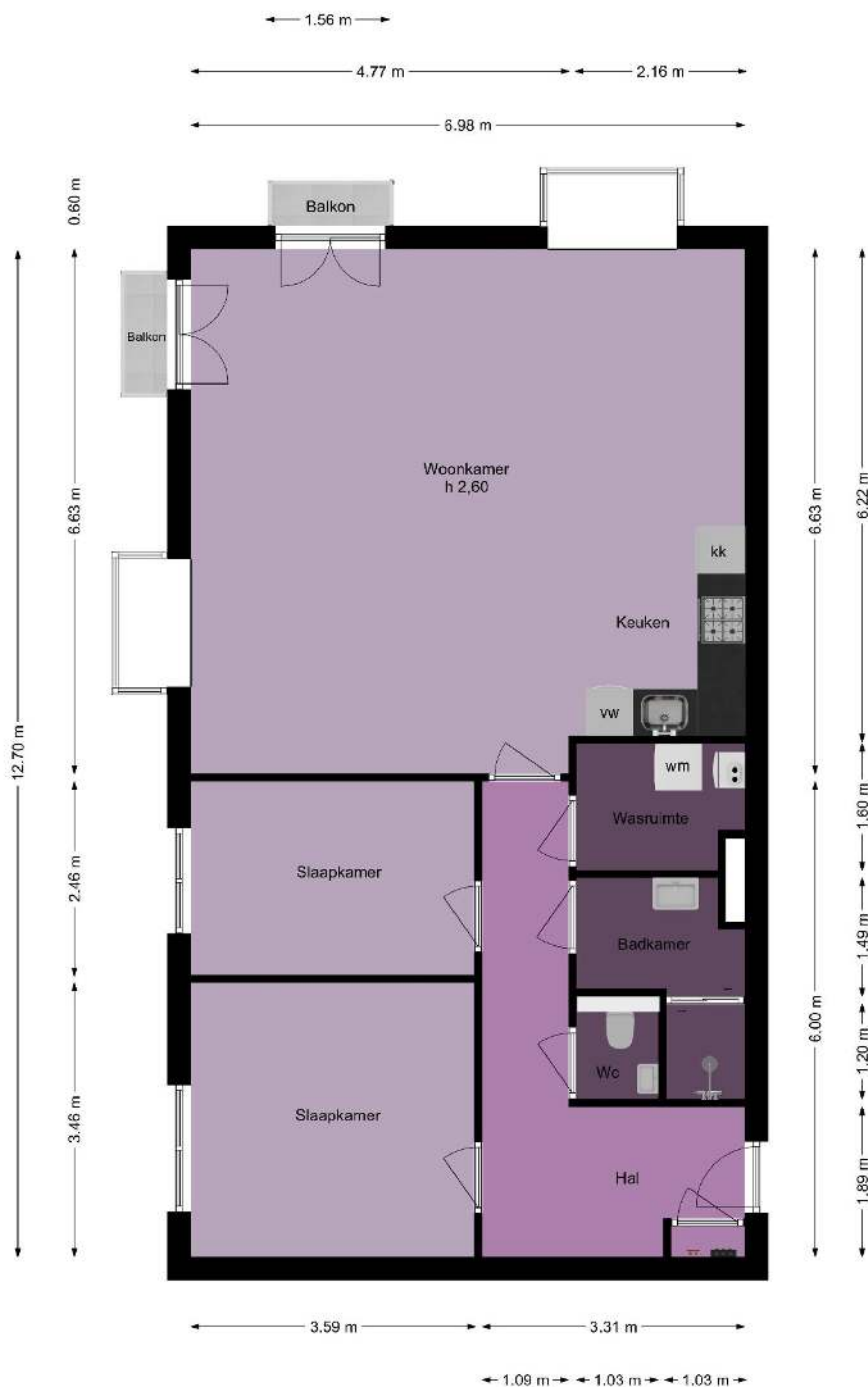 1.56 m
4.77 m
2.16 m
6.98 m
0.60 m
Balkon
Balkon
Woonkamer
h 2,60
kk
Keuken
vw
wm
Wasruimte
Slaapkamer
Badkamer
Wc
Slaapkamer
Hal
12.70 m
6.63 m
2.46 m
3.46 m
6.63 m
6.00 m
6.22 m
1.60 m
1.49 m
1.20 m
1.89 m
3.59 m
3.31 m
1.09 m
1.03 m
1.03 m